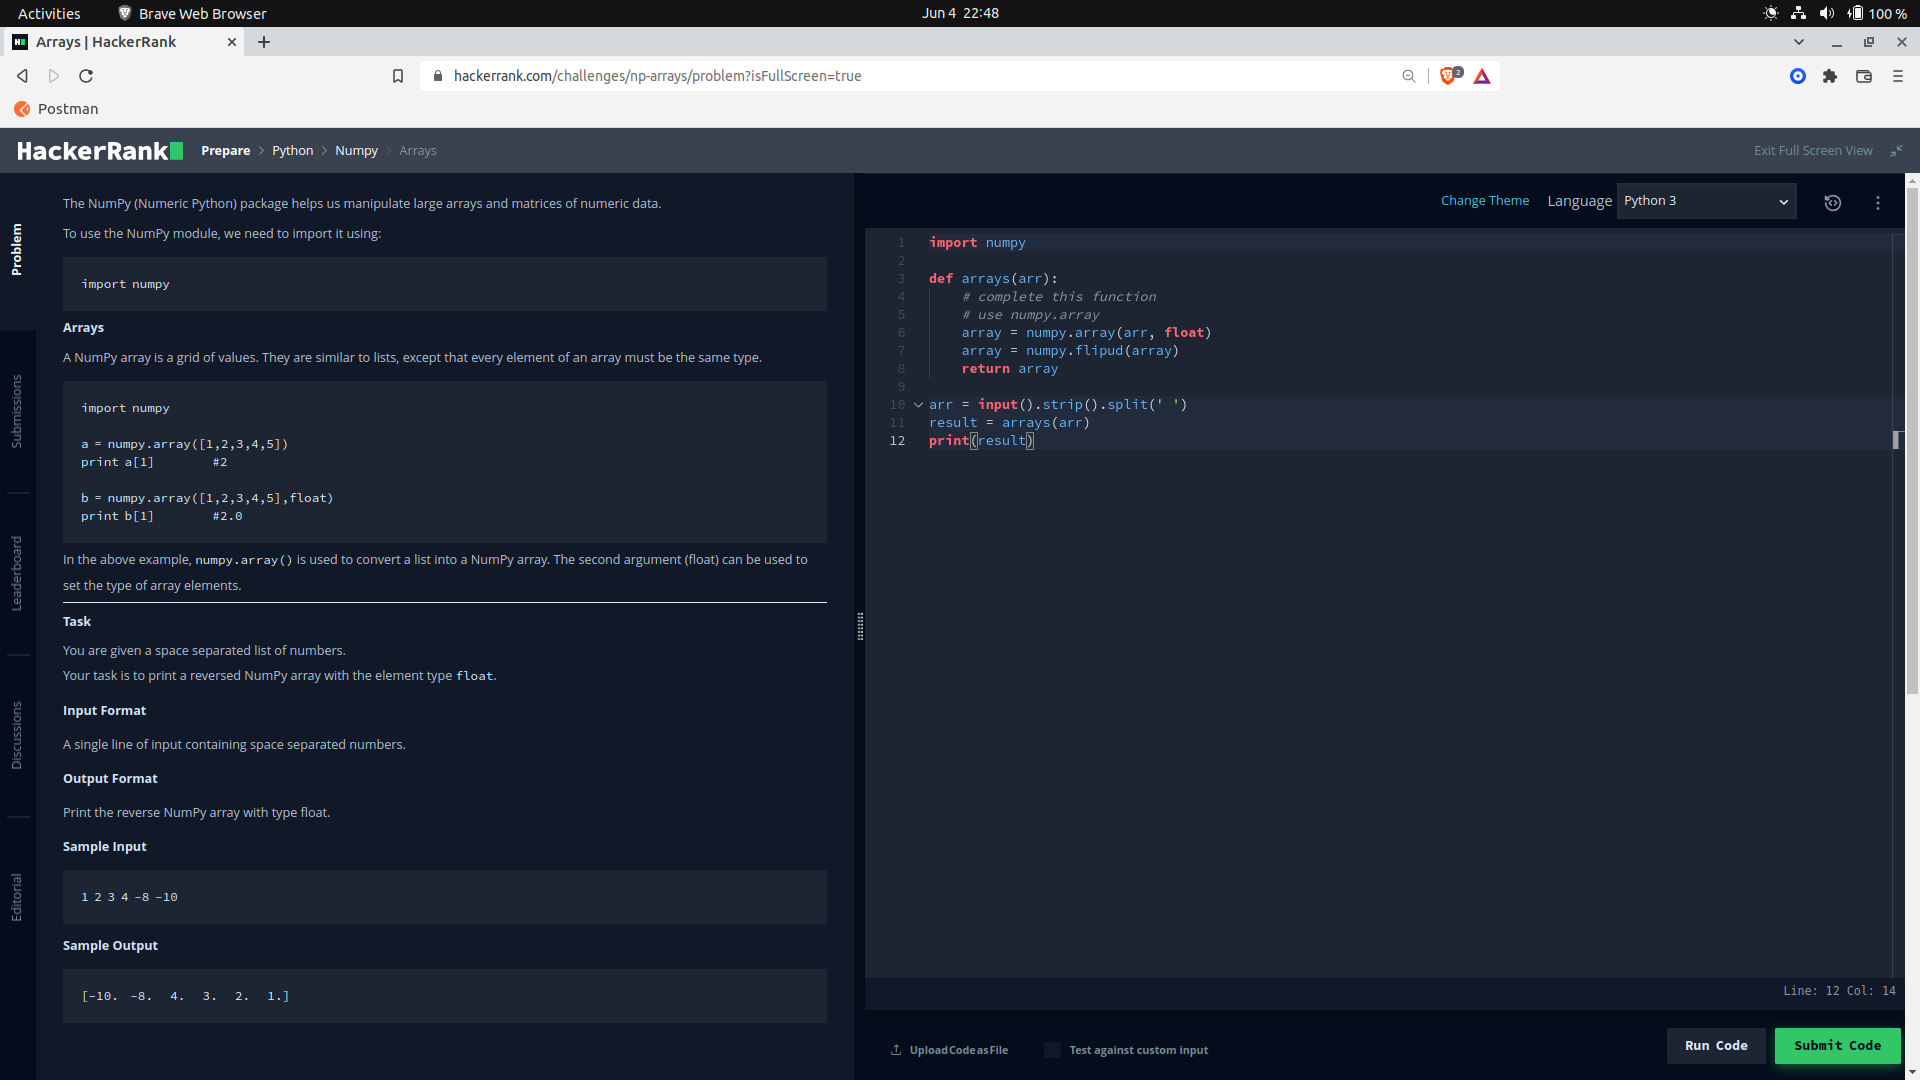 Activities
Brave Web Browser
Jun 4 22:48
100 %
Arrays | HackerRank
hackerrank.com/challenges/np-arrays/problem?isFullScreen=true
2
Postman
HackerRank
Prepare > Python > Numpy > Arrays
Exit Full Screen View
Problem
Submissions
Leaderboard
Discussions
Editorial
The NumPy (Numeric Python) package helps us manipulate large arrays and matrices of numeric data.
To use the NumPy module, we need to import it using:
import numpy
Arrays
A NumPy array is a grid of values. They are similar to lists, except that every element of an array must be the same type.
import numpy
a = numpy.array([1,2,3,4,5])
print a[1]        #2
b = numpy.array([1,2,3,4,5],float)
print b[1]        #2.0
In the above example, numpy.array() is used to convert a list into a NumPy array. The second argument (float) can be used to
set the type of array elements.
Task
You are given a space separated list of numbers.
Your task is to print a reversed NumPy array with the element type float.
Input Format
A single line of input containing space separated numbers.
Output Format
Print the reverse NumPy array with type float.
Sample Input
1 2 3 4 -8 -10
Sample Output
[-10.  -8.   4.   3.   2.   1.]
Change Theme
Language
Python 3
1 import numpy
2
3 def arrays(arr):
4     # complete this function
5     # use numpy.array
6     array = numpy.array(arr, float)
7     array = numpy.flipud(array)
8     return array
9
10 arr = input().strip().split(' ')
11 result = arrays(arr)
12 print(result)
Line: 12 Col: 14
Upload Code as File
Test against custom input
Run Code
Submit Code